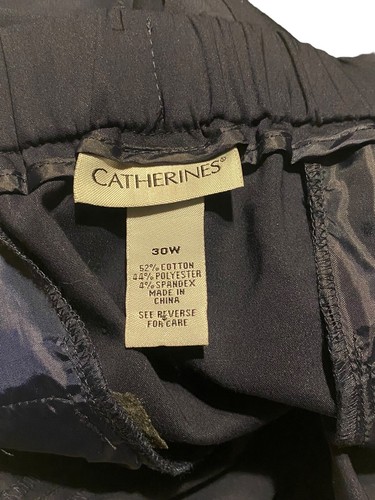 CATHERINES®
30W
52% COTTON
44% POLYESTER
4% SPANDEX
MADE IN
CHINA
SEE REVERSE
FOR CARE